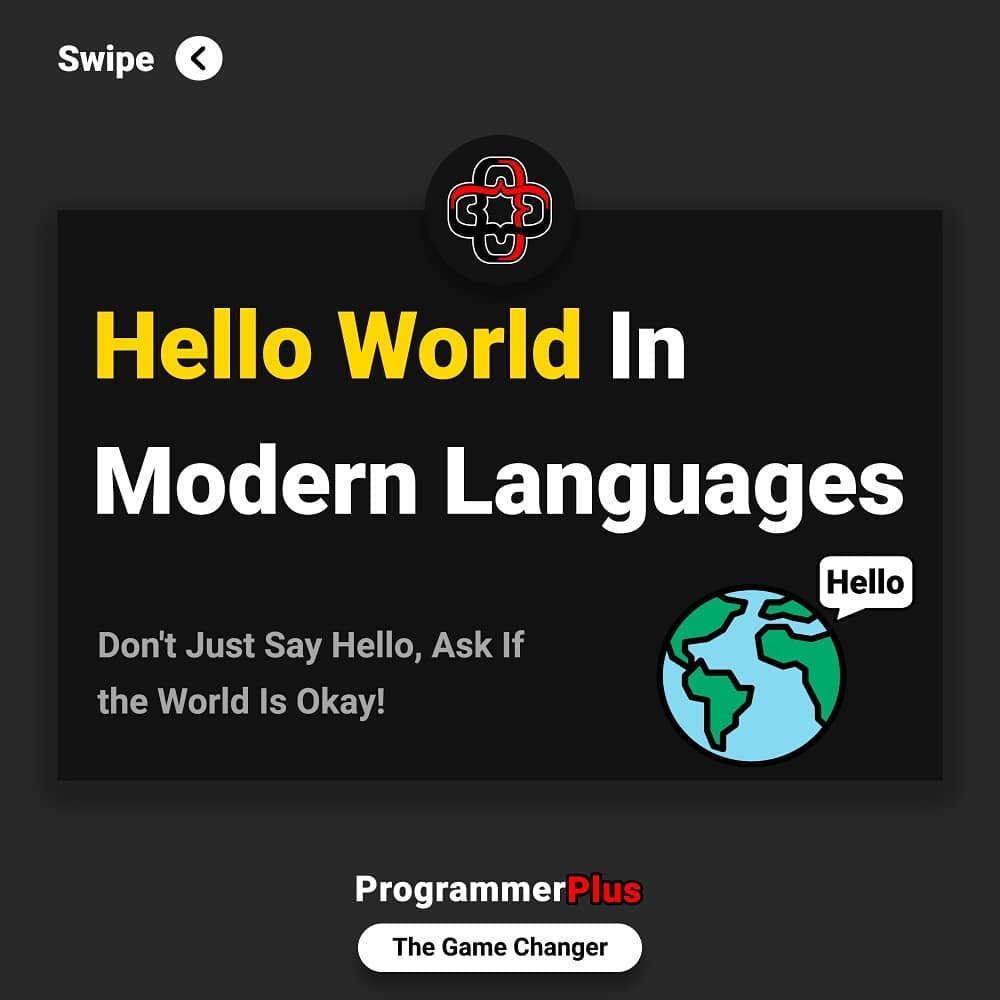 Swipe
Hello World In
Modern Languages
Hello
Don't Just Say Hello, Ask If
the World Is Okay!
ProgrammerPlus
The Game Changer